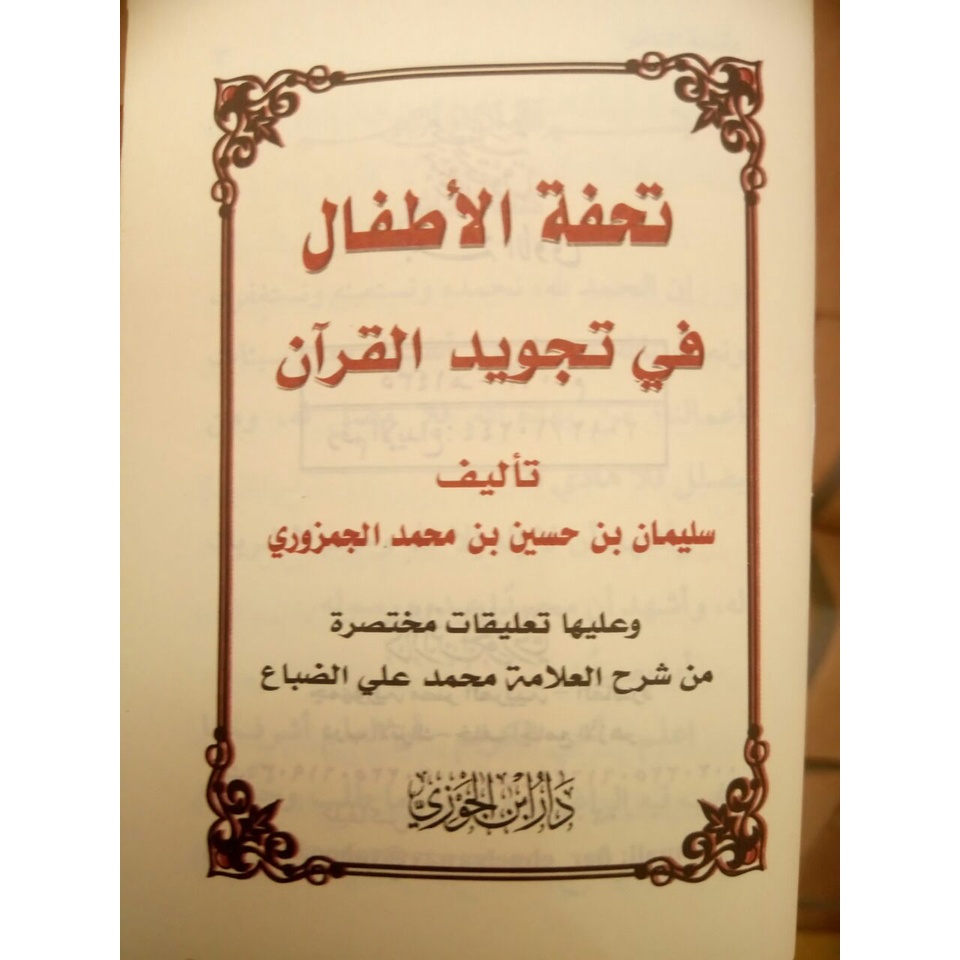 تحفة الأطفال
في تجويد القرآن
تأليف
سليمان بن حسين بن محمد الجمزوري
وعليها تعليقات مختصرة
من شرح العلامة محمد علي الضباع
دار ابن الجوزي